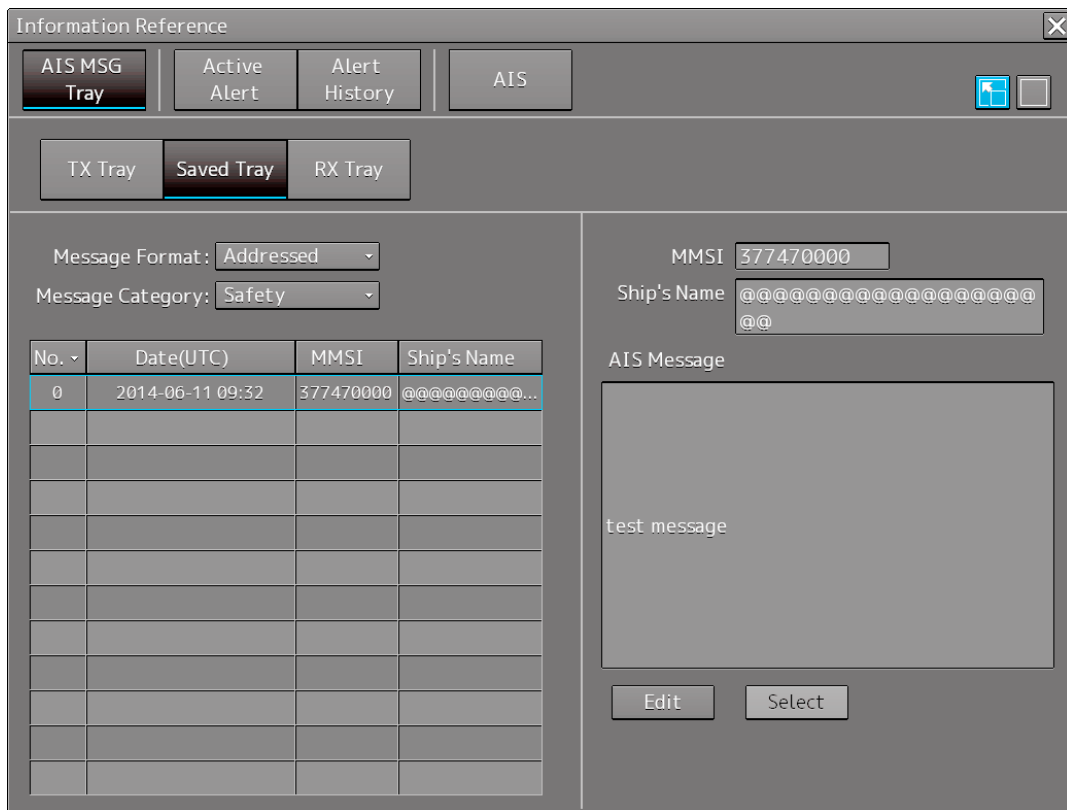 Information Reference
AIS MSG
Tray
Active
Alert
Alert
History
AIS
TX Tray
Saved Tray
RX Tray
Message Format: Addressed
Message Category: Safety
No. Date(UTC) MMSI Ship's Name
0 2014-06-11 09:32 377470000 @@@@@@@@@...
MMSI 377470000
Ship's Name @@@@@@@@@@@@@@@@@@
@@
AIS Message
test message
Edit
Select